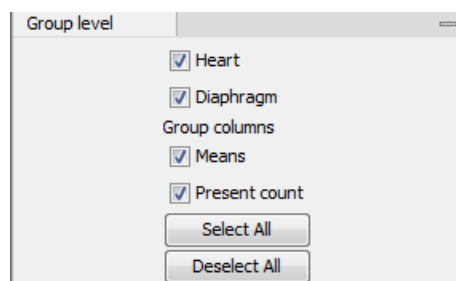 Group level
Heart
Diaphragm
Group columns
Means
Present count
Select All
Deselect All